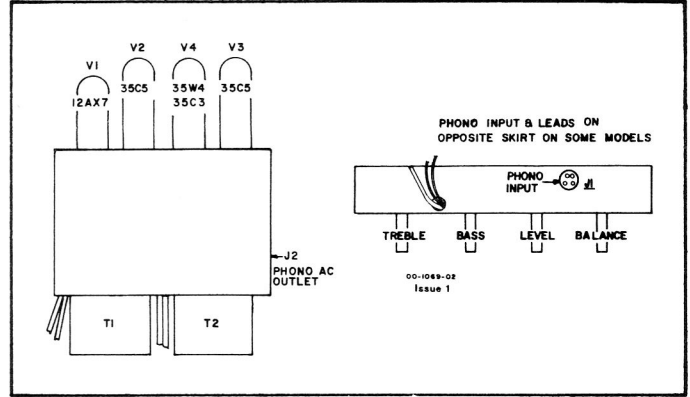 V1
V2
V4
V3
12AX7
35C5
35W4
35C3
35C5
J2
PHONO AC
OUTLET
T1
T2
PHONO INPUT & LEADS ON
OPPOSITE SKIRT ON SOME MODELS
PHONO
INPUT
J1
TREBLE
BASS
LEVEL
BALANCE
00-1069-02
Issue 1